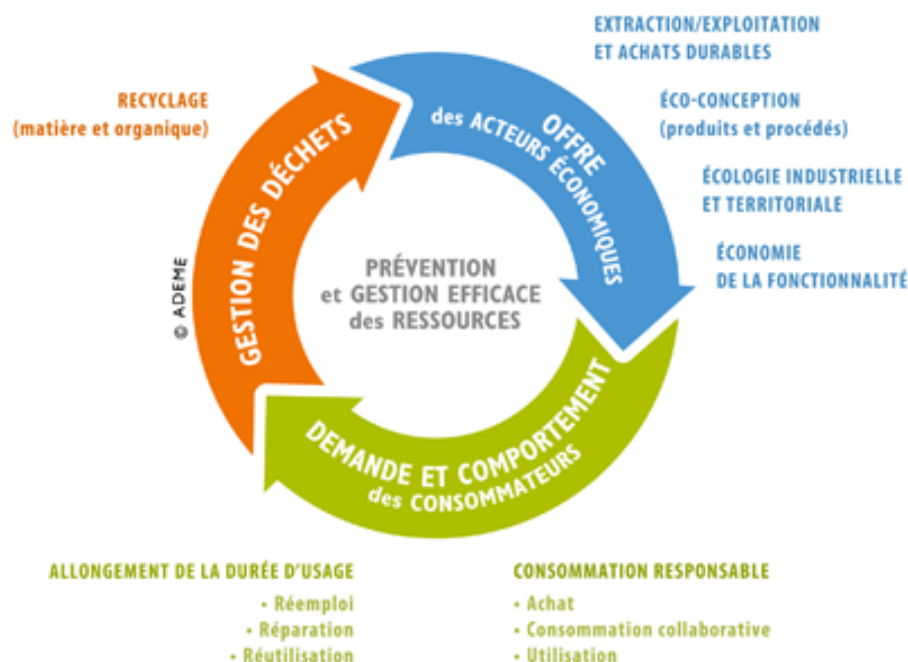 EXTRACTION/EXPLOITATION
ET ACHATS DURABLES
RECYCLAGE
(matière et organique)
ÉCO-CONCEPTION
(produits et procédés)
ÉCOLOGIE INDUSTRIELLE
ET TERRITORIALE
ÉCONOMIE
DE LA FONCTIONNALITÉ
OFFRE
des ACTEURS ÉCONOMIQUES
GESTION DES DÉCHETS
PRÉVENTION
et GESTION EFFICACE
des RESSOURCES
© ADEME
DEMANDE ET COMPORTEMENT
des CONSOMMATEURS
ALLONGEMENT DE LA DURÉE D'USAGE
• Réemploi
• Réparation
• Réutilisation
CONSOMMATION RESPONSABLE
• Achat
• Consommation collaborative
• Utilisation